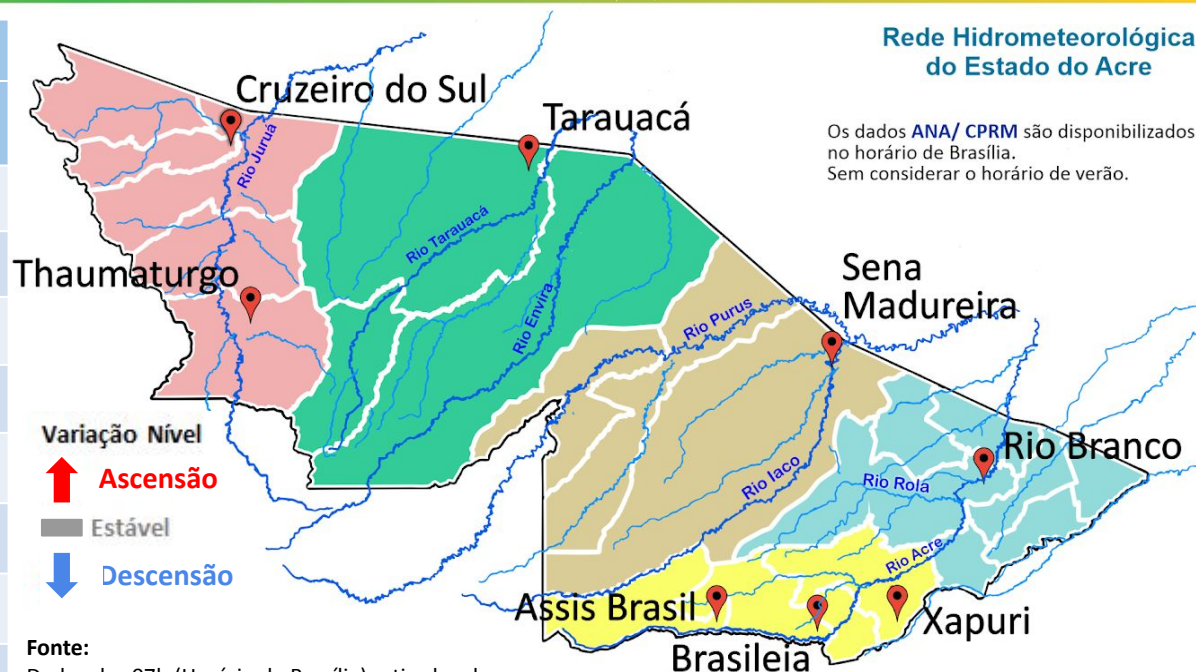 Rede Hidrometeorológica
do Estado do Acre
Os dados ANA/ CPRM são disponibilizados
no horário de Brasília.
Sem considerar o horário de verão.
Cruzeiro do Sul
Tarauacá
Rio Juruá
Rio Tarauacá
Thaumaturgo
Rio Envira
Sena
Madureira
Rio Purus
Variação Nível
Ascensão
Estável
Descensão
Rio Branco
Rio Iaco
Rio Rola
Rio Acre
Assis Brasil
Xapuri
Brasileia
Fonte: